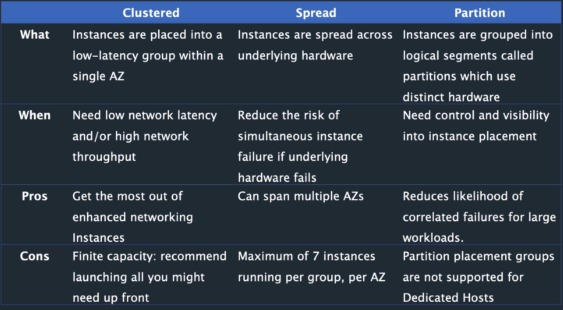 Clustered Spread Partition
What Instances are placed into a Instances are spread across Instances are grouped into
low-latency group within a underlying hardware logical segments called
single AZ partitions which use
distinct hardware
When Need low network latency Reduce the risk of Need control and visibility
and/or high network simultaneous instance into instance placement
throughput failure if underlying
hardware fails
Pros Get the most out of Can span multiple AZs Reduces likelihood of
enhanced networking correlated failures for large
Instances workloads.
Cons Finite capacity: recommend Maximum of 7 instances Partition placement groups
launching all you might running per group, per AZ are not supported for
need up front Dedicated Hosts